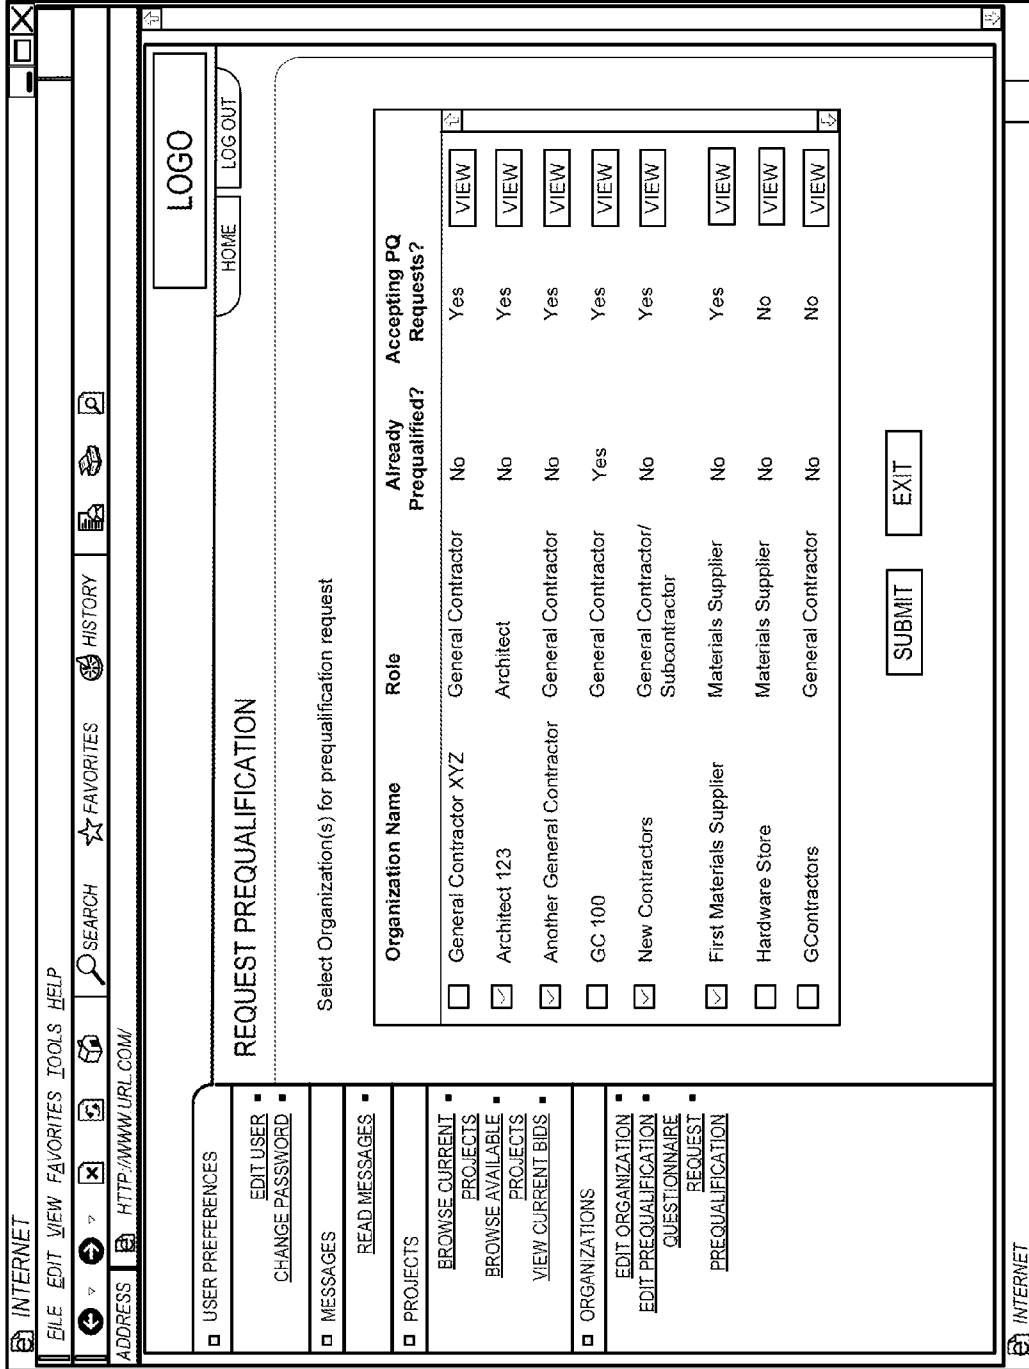 INTERNET
FILE EDIT VIEW FAVORITES TOOLS HELP
SEARCH FAVORITES HISTORY
ADDRESS HTTP://WWW.URL.COM/
LOGO
HOME LOG OUT
USER PREFERENCES
EDIT USER
CHANGE PASSWORD
MESSAGES
READ MESSAGES
PROJECTS
BROWSE CURRENT
PROJECTS
BROWSE AVAILABLE
PROJECTS
VIEW CURRENT BIDS
ORGANIZATIONS
EDIT ORGANIZATION
EDIT PREQUALIFICATION
QUESTIONNAIRE
REQUEST
PREQUALIFICATION
REQUEST PREQUALIFICATION
Select Organization(s) for prequalification request
Organization Name Role Already Prequalified? Accepting PQ Requests?
General Contractor XYZ General Contractor No Yes VIEW
Architect 123 Architect No Yes VIEW
Another General Contractor General Contractor No Yes VIEW
GC 100 General Contractor Yes Yes VIEW
New Contractors General Contractor/ No Yes VIEW
Subcontractor
First Materials Supplier Materials Supplier No Yes VIEW
Hardware Store Materials Supplier No No VIEW
GContractors General Contractor No No VIEW
SUBMIT EXIT
INTERNET